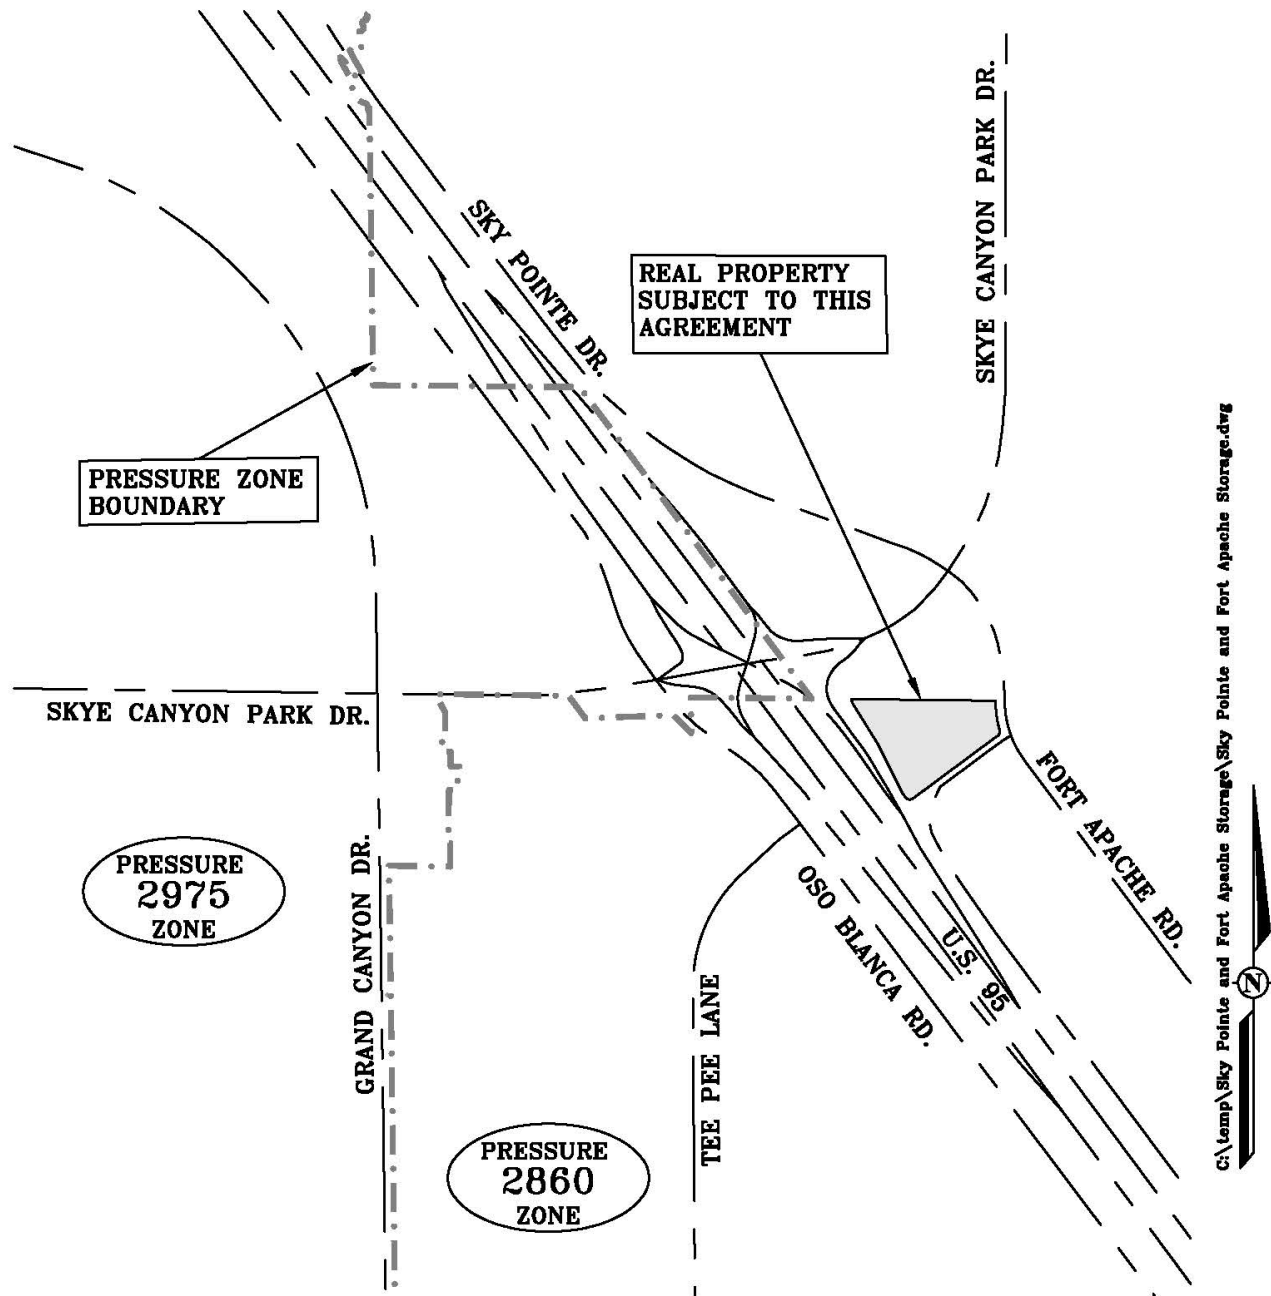 SKYE CANYON PARK DR.
SKY POINTE DR.
REAL PROPERTY
SUBJECT TO THIS
AGREEMENT
PRESSURE ZONE
BOUNDARY
SKYE CANYON PARK DR.
FORT APACHE RD.
PRESSURE
2975
ZONE
GRAND CANYON DR.
OSO BLANCA RD.
U.S. 95
TEE PEE LANE
PRESSURE
2860
ZONE
C:\temp\Sky Pointe and Fort Apache Storage\Sky Pointe and Fort Apache Storage.dwg
N